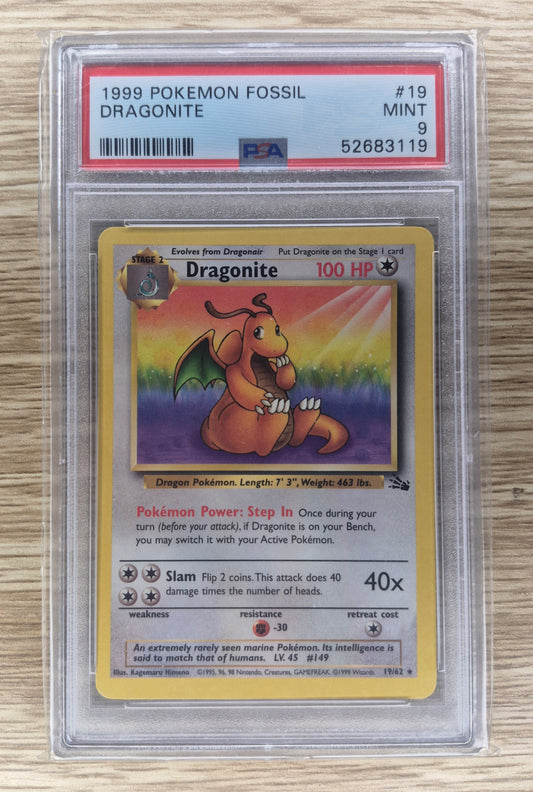 1999 POKEMON FOSSIL #19
DRAGONITE MINT
9
PSA 52683119
Evolves from Dragonair Put Dragonite on the Stage 1 card
STAGE 2
Dragonite 100 HP
Dragon Pokémon. Length: 7' 3", Weight: 463 lbs.
Pokémon Power: Step In Once during your
turn (before your attack), if Dragonite is on your Bench,
you may switch it with your Active Pokémon.
Slam Flip 2 coins. This attack does 40
damage times the number of heads.
40x
weakness resistance retreat cost
-30
An extremely rarely seen marine Pokémon. Its intelligence is
said to match that of humans. LV. 45 #149
Illus. Kagemaru Himeno ©1995, 96, 98 Nintendo, Creatures, GAMEFREAK. ©1999 Wizards. 19/62 ★